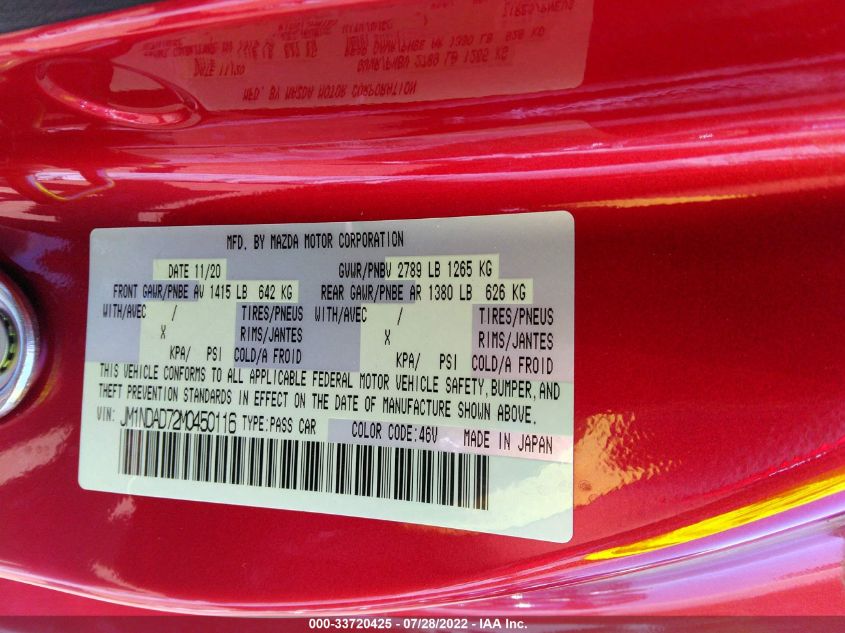 MFD. BY MAZDA MOTOR CORPORATION
DATE 11/20 GVWR/PNBV 2789 LB 1265 KG
FRONT GAWR/PNBE AV 1415 LB 642 KG REAR GAWR/PNBE AR 1380 LB 626 KG
WITH/AVEC / TIRES/PNEUS WITH/AVEC / TIRES/PNEUS
X RIMS/JANTES X RIMS/JANTES
KPA/ PSI COLD/A FROID KPA/ PSI COLD/A FROID
THIS VEHICLE CONFORMS TO ALL APPLICABLE FEDERAL MOTOR VEHICLE SAFETY, BUMPER, AND
THEFT PREVENTION STANDARDS IN EFFECT ON THE DATE OF MANUFACTURE SHOWN ABOVE.
VIN: JM1NDAD72M0450116 TYPE: PASS CAR COLOR CODE: 46V MADE IN JAPAN
000-33720425 - 07/28/2022 - IAA Inc.